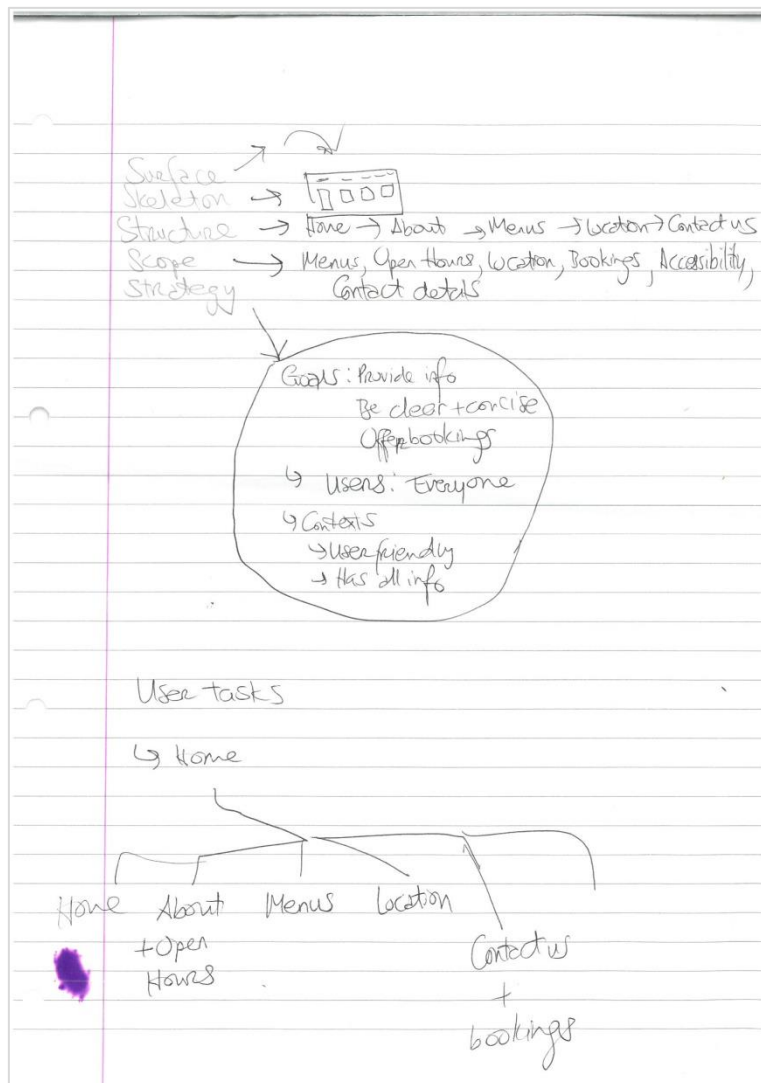 Surface
Skeleton →
Structure → Home → About → Menus → Location → Contact us
Scope → Menus, Open Hours, Location, Bookings, Accessibility,
Strategy Contact details
Goals: Provide info
Be clear + concise
Offer bookings
↳ Users: Everyone
↳ Contexts
→ User friendly
→ Has all info
User tasks
↳ Home
Home About Menus Location
+ Open
Hours
Contact us
+
bookings